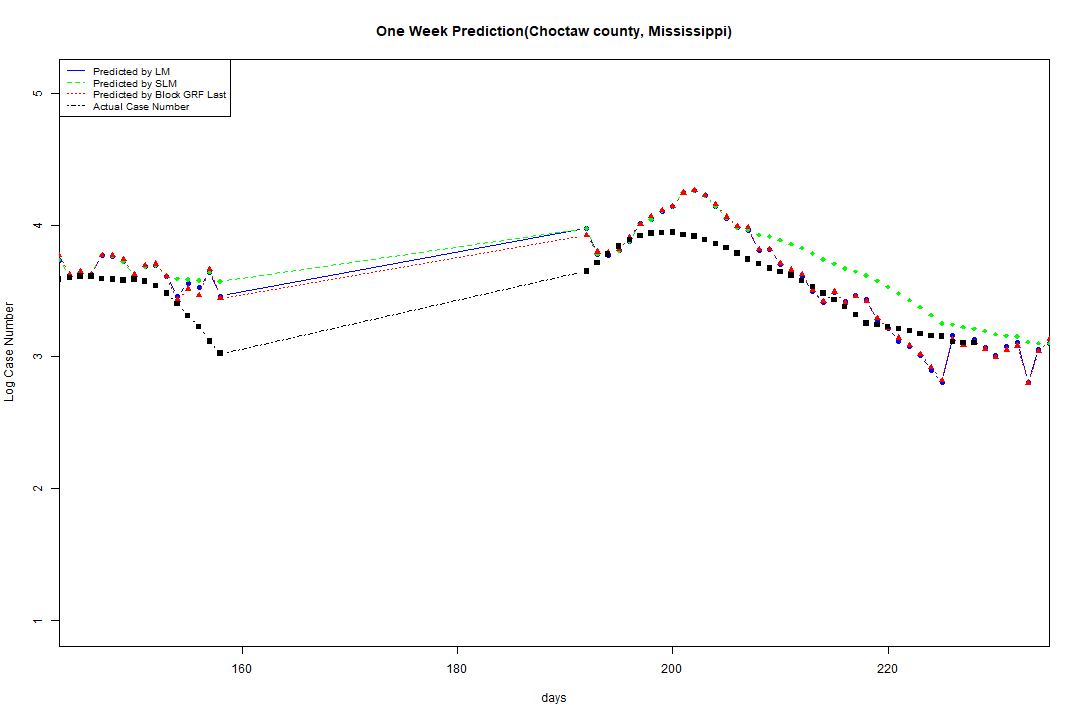 One Week Prediction(Choctaw county, Mississippi)
Predicted by LM
Predicted by SLM
Predicted by Block GRF Last
Actual Case Number
5
4
3
2
1
Log Case Number
160 180 200 220
days